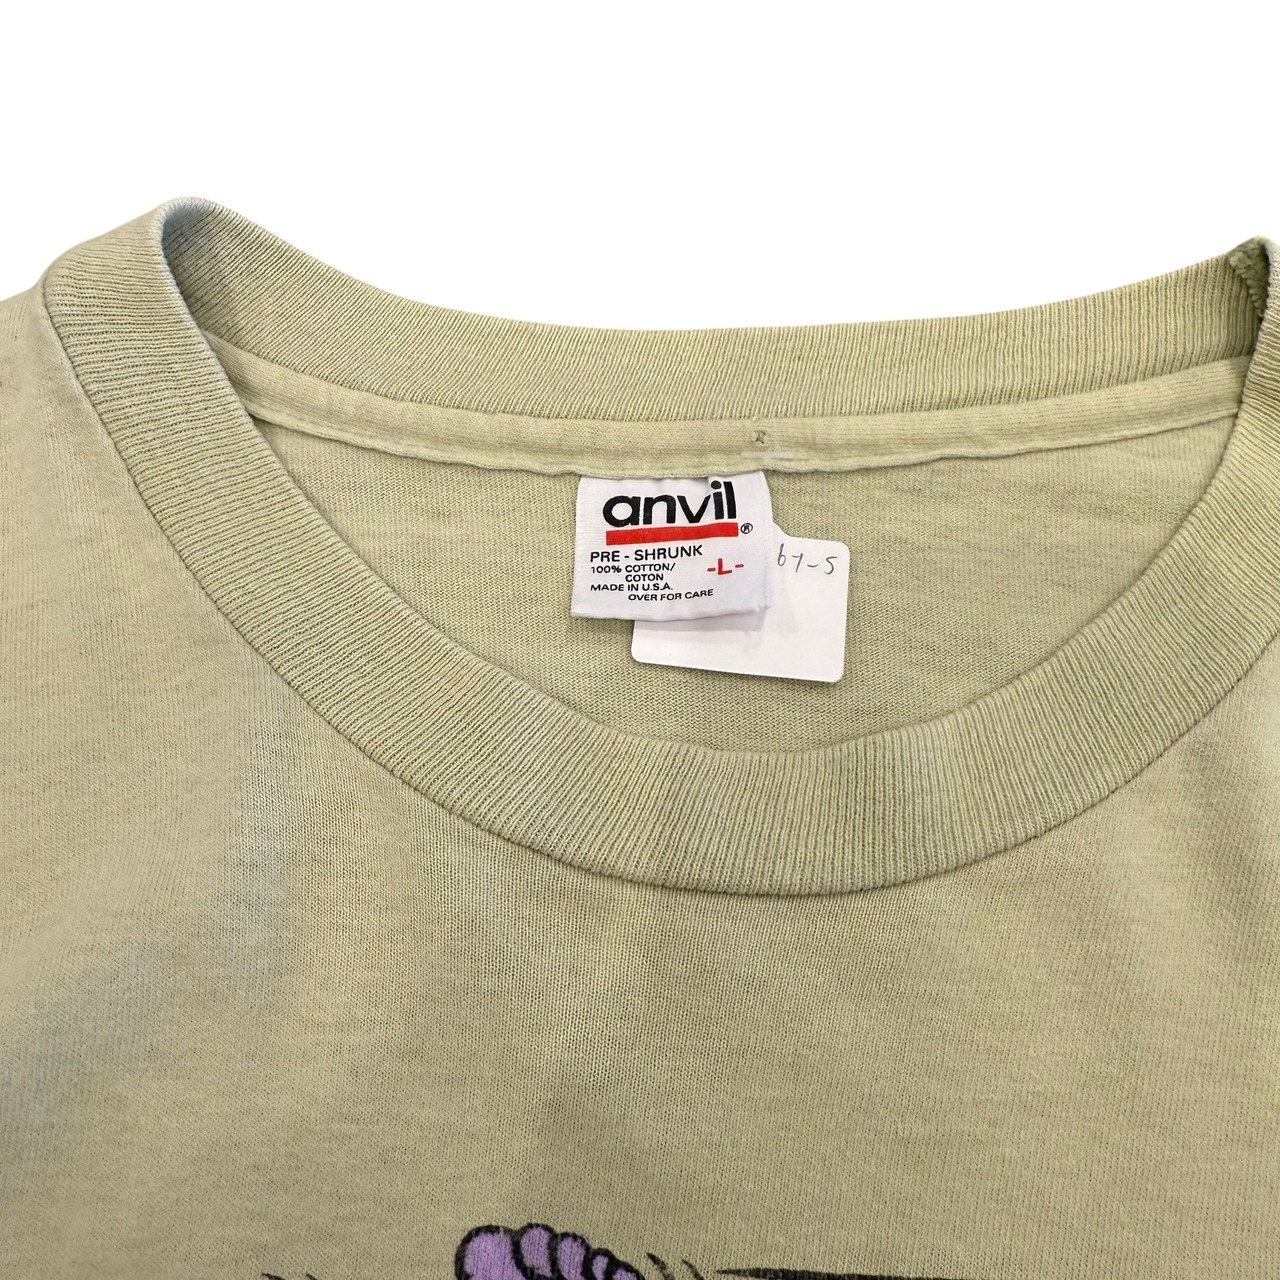 anvil®
PRE - SHRUNK
100% COTTON/
COTON
-L-
MADE IN U.S.A.
OVER FOR CARE
67-5